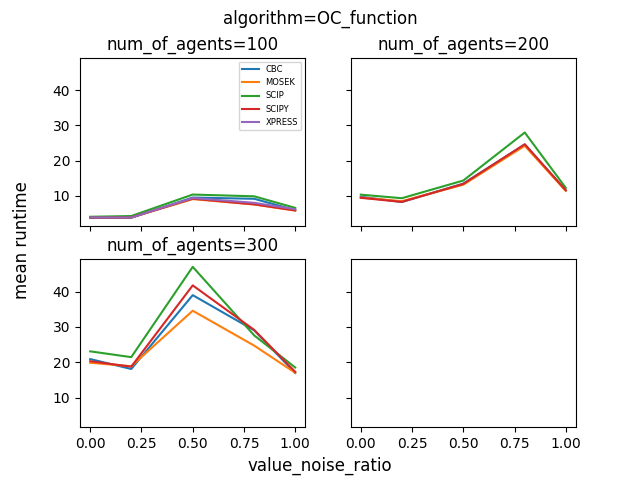 algorithm=OC_function
num_of_agents=100
num_of_agents=200
CBC
MOSEK
SCIP
SCIPY
XPRESS
40
30
20
10
mean runtime
num_of_agents=300
40
30
20
10
0.00 0.25 0.50 0.75 1.00
0.00 0.25 0.50 0.75 1.00
value_noise_ratio